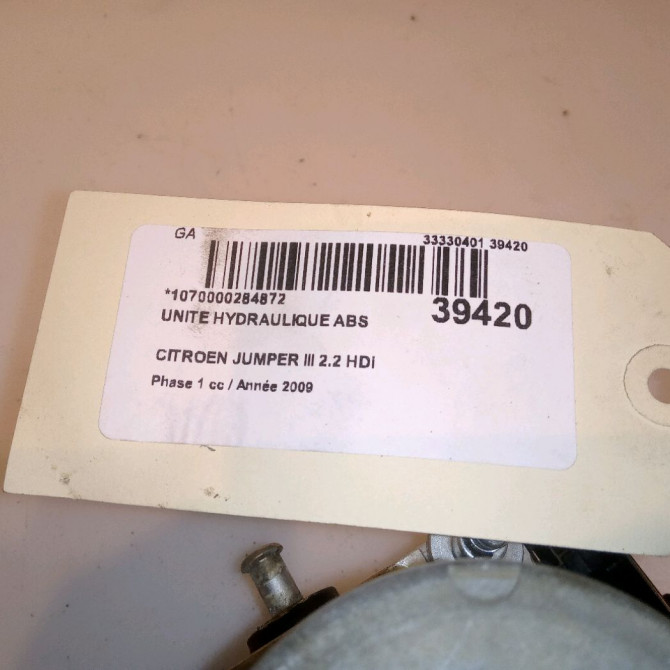 GA 33330401 39420
*1070000284872
39420
UNITE HYDRAULIQUE ABS
CITROEN JUMPER III 2.2 HDi
Phase 1 cc / Année 2009